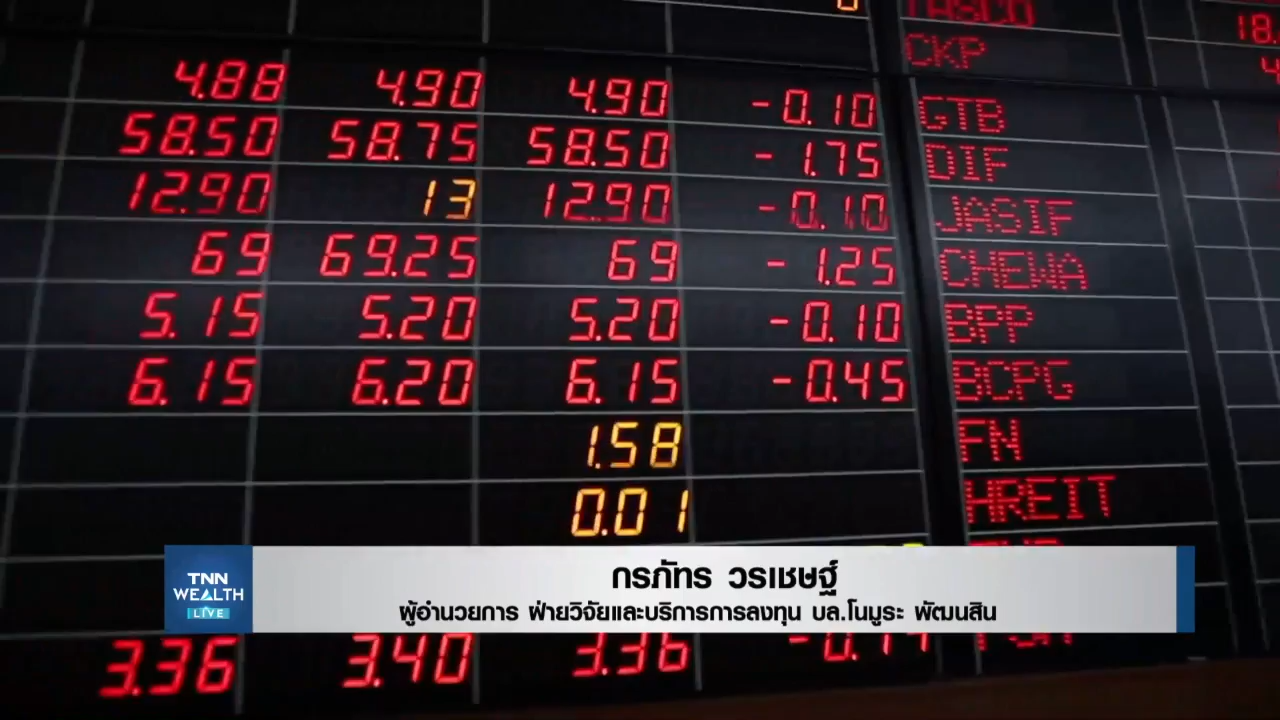 TASCO
18.
CKP
4.88 4.90 4.90 -0.10 GTB
58.50 58.75 58.50 -1.75 DIF
12.90 13 12.90 -0.10 JASIF
69 69.25 69 -1.25 CHEWA
5.15 5.20 5.20 -0.10 BPP
6.15 6.20 6.15 -0.45 BCPG
1.58 FN
0.01 HREIT
TNN
WEALTH
LIVE
กรภัทร วรเชษฐ์
ผู้อำนวยการ ฝ่ายวิจัยและบริการการลงทุน บล.โนมูระ พัฒนสิน
3.36 3.40 3.36